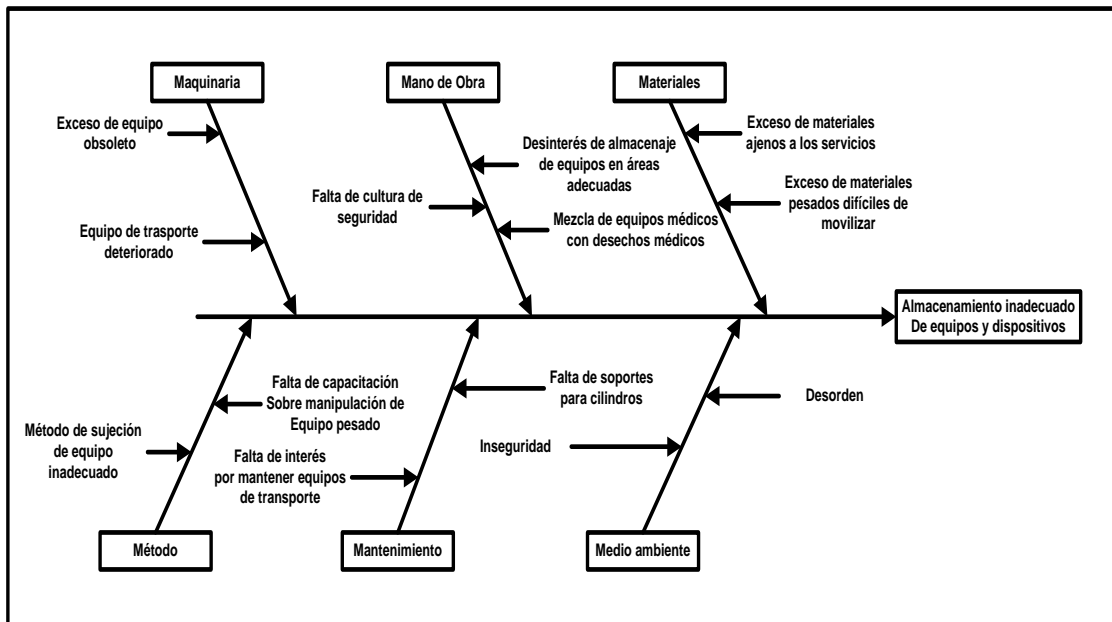 Maquinaria
Mano de Obra
Materiales
Exceso de equipo
obsoleto
Equipo de trasporte
deteriorado
Desinterés de almacenaje
de equipos en áreas
adecuadas
Falta de cultura de
seguridad
Mezcla de equipos médicos
con desechos médicos
Exceso de materiales
ajenos a los servicios
Exceso de materiales
pesados difíciles de
movilizar
Almacenamiento inadecuado
De equipos y dispositivos
Falta de capacitación
Sobre manipulación de
Equipo pesado
Método de sujeción
de equipo
inadecuado
Falta de soportes
para cilindros
Falta de interés
por mantener equipos
de transporte
Desorden
Inseguridad
Método
Mantenimiento
Medio ambiente